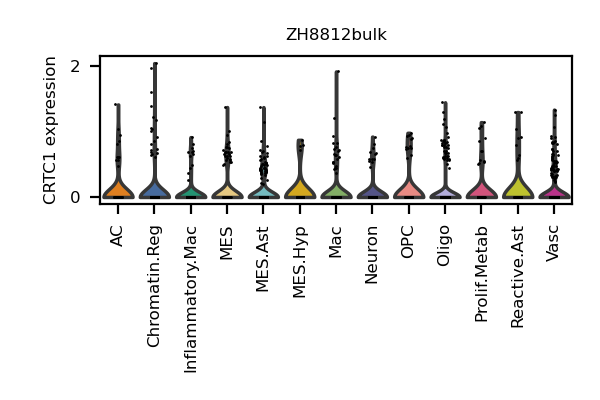 ZH8812bulk
CRTC1 expression
2
0
AC
Chromatin.Reg
Inflammatory.Mac
MES
MES.Ast
MES.Hyp
Mac
Neuron
OPC
Oligo
Prolif.Metab
Reactive.Ast
Vasc